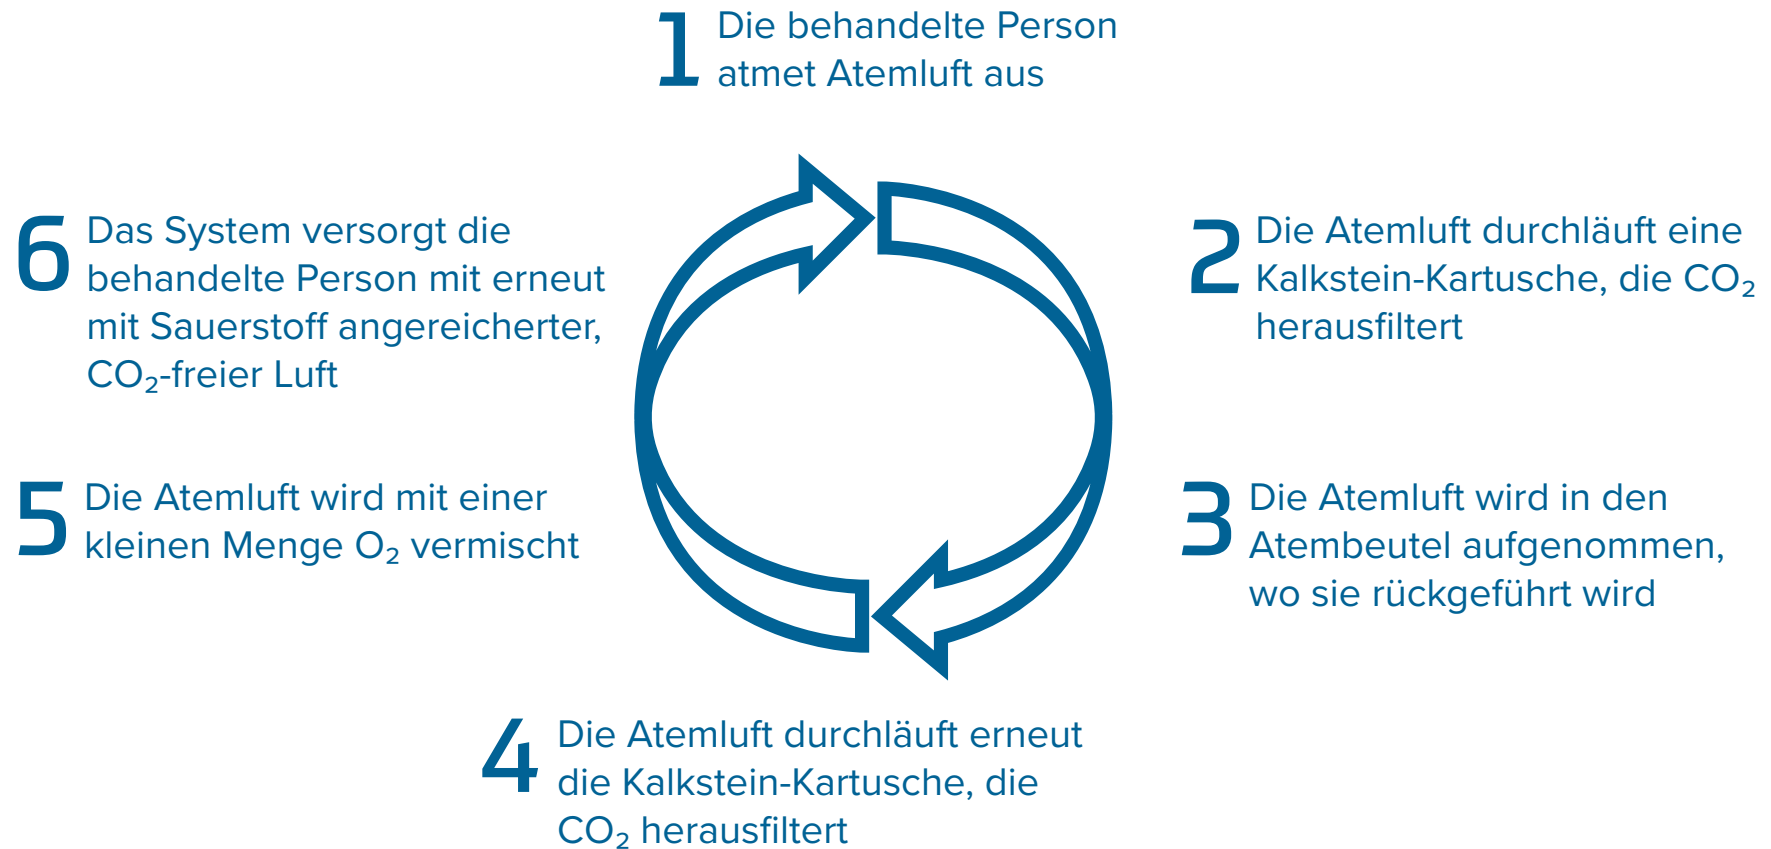 1 Die behandelte Person
atmet Atemluft aus
2 Die Atemluft durchläuft eine
Kalkstein-Kartusche, die CO₂
herausfiltert
3 Die Atemluft wird in den
Atembeutel aufgenommen,
wo sie rückgeführt wird
4 Die Atemluft durchläuft erneut
die Kalkstein-Kartusche, die
CO₂ herausfiltert
5 Die Atemluft wird mit einer
kleinen Menge O₂ vermischt
6 Das System versorgt die
behandelte Person mit erneut
mit Sauerstoff angereicherter,
CO₂-freier Luft